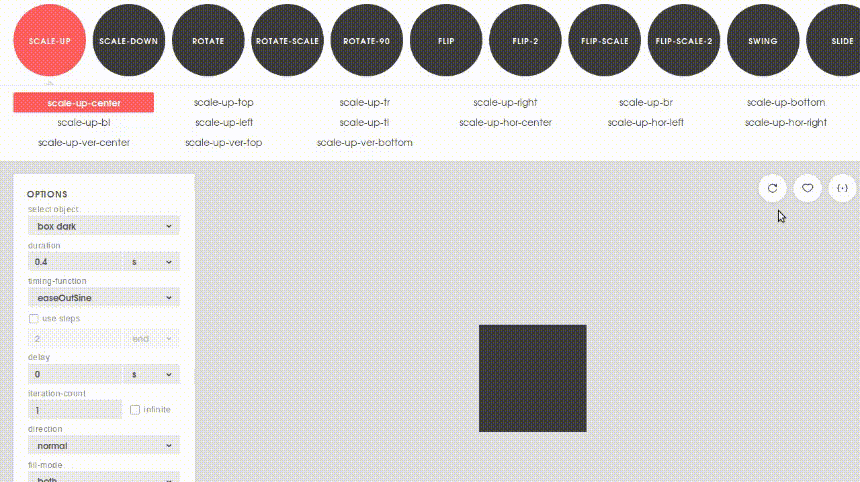 SCALE-UP SCALE-DOWN ROTATE ROTATE-SCALE ROTATE-90 FLIP FLIP-2 FLIP-SCALE FLIP-SCALE-2 SWING SLIDE
scale-up-center scale-up-top scale-up-tr scale-up-right scale-up-br scale-up-bottom
scale-up-bl scale-up-left scale-up-tl scale-up-hor-center scale-up-hor-left scale-up-hor-right
scale-up-ver-center scale-up-ver-top scale-up-ver-bottom
OPTIONS
select object
box dark
duration
0.4 s
timing-function
easeOutSine
use steps
2 end
delay
0 s
iteration-count
1 infinite
direction
normal
fill-mode
both